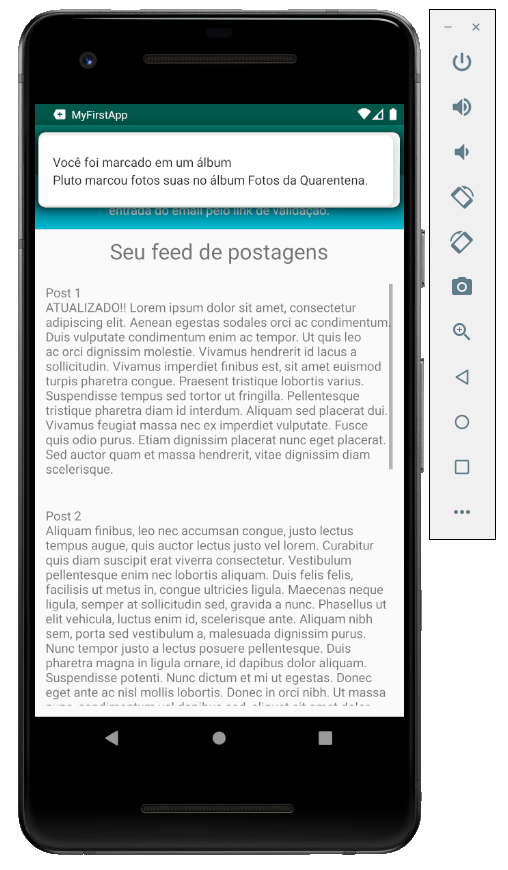 MyFirstApp
Você foi marcado em um álbum
Pluto marcou fotos suas no álbum Fotos da Quarentena.
entrada do email pelo link de validação.
Seu feed de postagens
Post 1
ATUALIZADO!! Lorem ipsum dolor sit amet, consectetur
adipiscing elit. Aenean egestas sodales orci ac condimentum.
Duis vulputate condimentum enim ac tempor. Ut quis leo
ac orci dignissim molestie. Vivamus hendrerit id lacus a
sollicitudin. Vivamus imperdiet finibus est, sit amet euismod
turpis pharetra congue. Praesent tristique lobortis varius.
Suspendisse tempus sed tortor ut fringilla. Pellentesque
tristique pharetra diam id interdum. Aliquam sed placerat dui.
Vivamus feugiat massa nec ex imperdiet vulputate. Fusce
quis odio purus. Etiam dignissim placerat nunc eget placerat.
Sed auctor quam et massa hendrerit, vitae dignissim diam
scelerisque.
Post 2
Aliquam finibus, leo nec accumsan congue, justo lectus
tempus augue, quis auctor lectus justo vel lorem. Curabitur
quis diam suscipit erat viverra consectetur. Vestibulum
pellentesque enim nec lobortis aliquam. Duis felis felis,
facilisis ut metus in, congue ultricies ligula. Maecenas neque
ligula, semper at sollicitudin sed, gravida a nunc. Phasellus ut
elit vehicula, luctus enim id, scelerisque ante. Aliquam nibh
sem, porta sed vestibulum a, malesuada dignissim purus.
Nunc tempor justo a lectus posuere pellentesque. Duis
pharetra magna in ligula ornare, id dapibus dolor aliquam.
Suspendisse potenti. Nunc dictum et mi ut egestas. Donec
eget ante ac nisl mollis lobortis. Donec in orci nibh. Ut massa
nunc, condimentum vel dapibus sed, aliquet sit amet dolor.